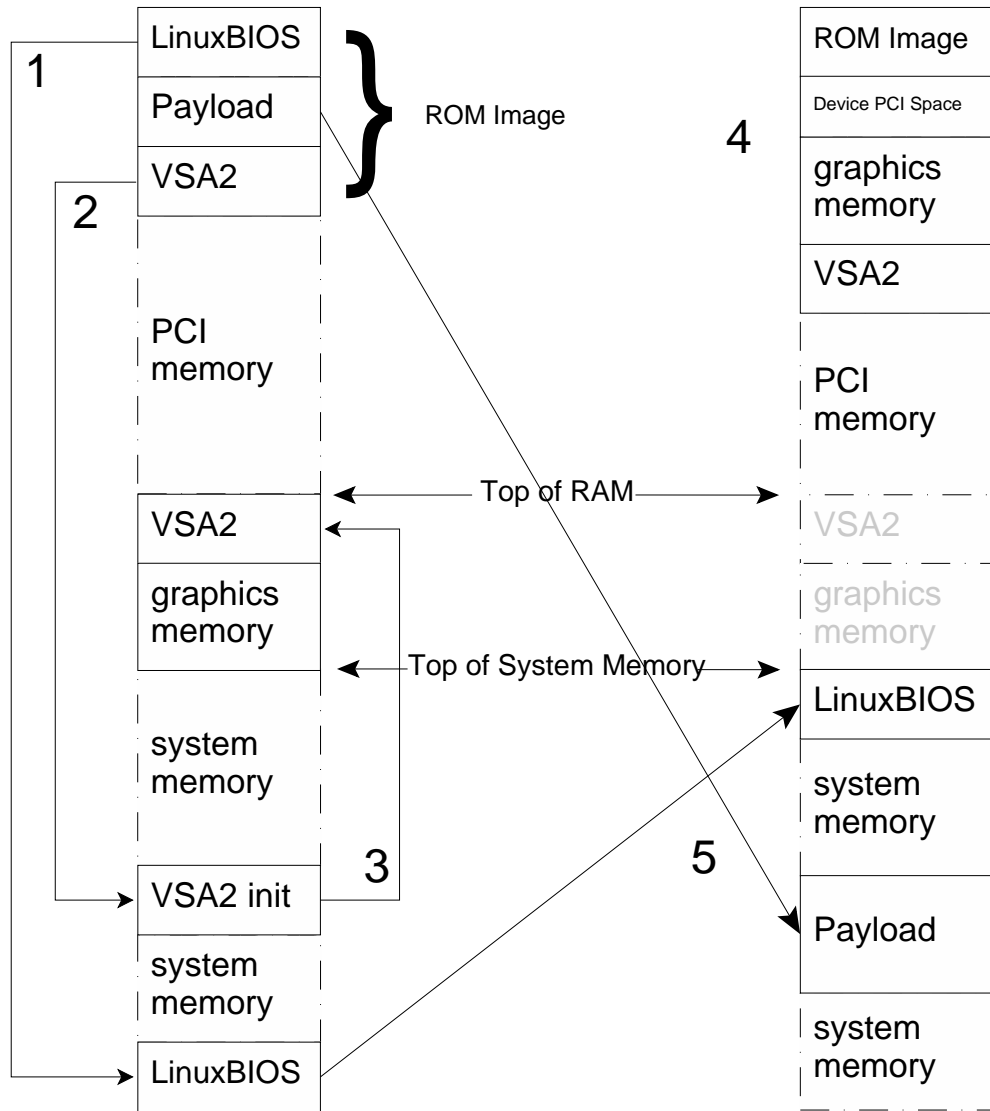 LinuxBIOS
1
Payload
ROM Image
VSA2
2
PCI
memory
Top of RAM
VSA2
graphics
memory
Top of System Memory
system
memory
VSA2 init
3
system
memory
LinuxBIOS
ROM Image
Device PCI Space
4
graphics
memory
VSA2
PCI
memory
VSA2
graphics
memory
LinuxBIOS
system
memory
5
Payload
system
memory